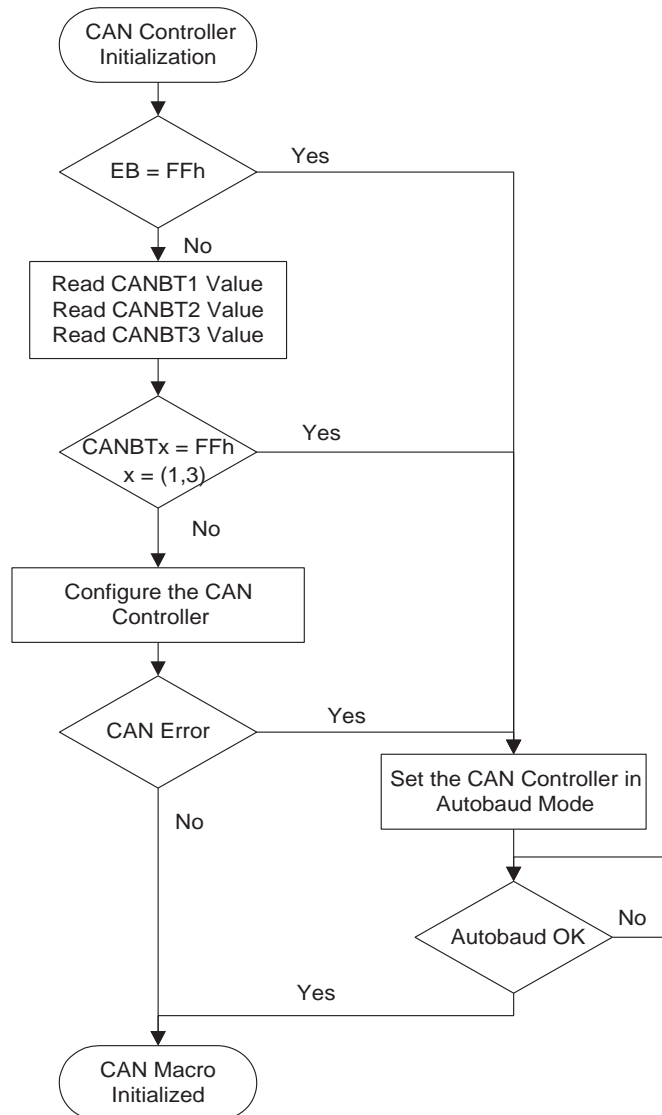 CAN Controller
Initialization
EB = FFh
Yes
No
Read CANBT1 Value
Read CANBT2 Value
Read CANBT3 Value
CANBTx = FFh
x = (1,3)
Yes
No
Configure the CAN
Controller
CAN Error
Yes
No
Set the CAN Controller in
Autobaud Mode
Autobaud OK
No
Yes
CAN Macro
Initialized